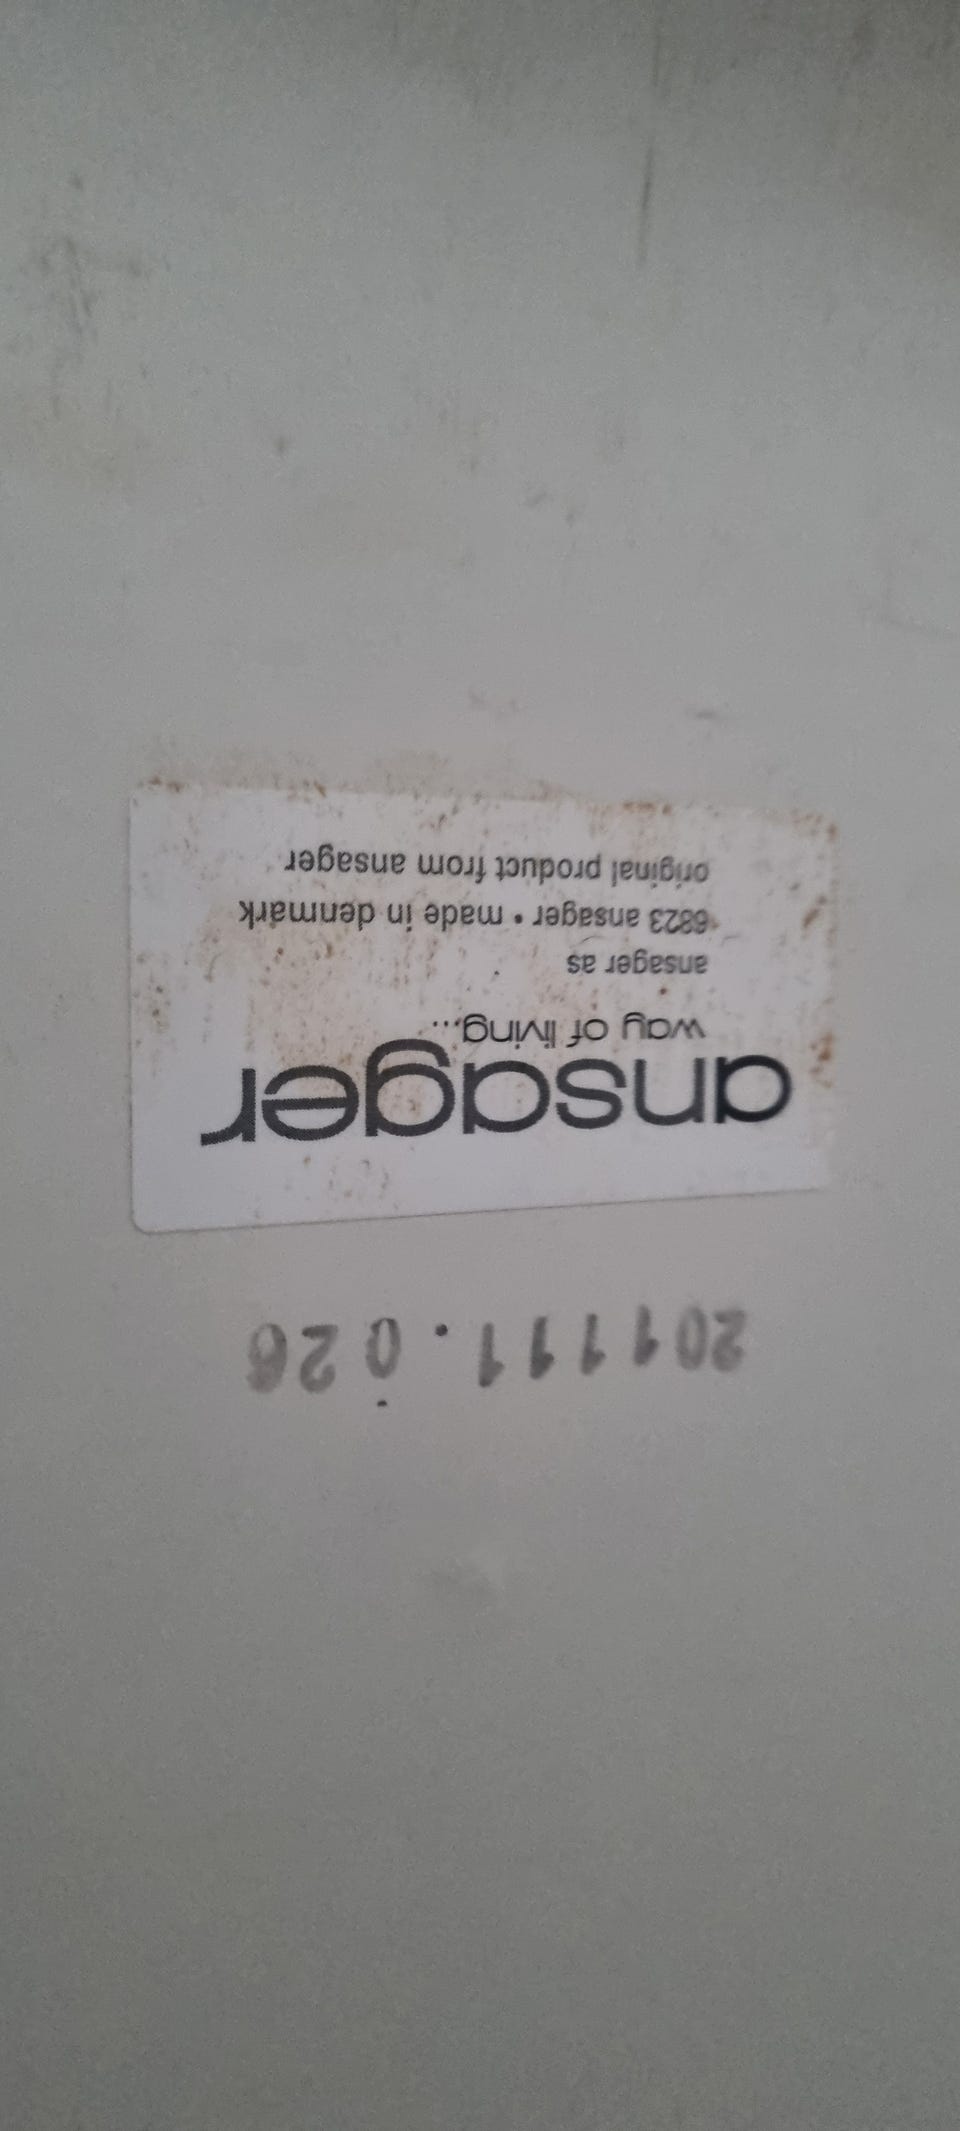 201111.026
ansager
way of living...
ansager as
6823 ansager • made in denmark
original product from ansager